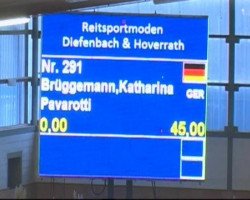 Reitsportmoden
Diefenbach & Hoverrath
Nr. 291
Brüggemann,Katharina GER
Pavarotti
0.00 45.00